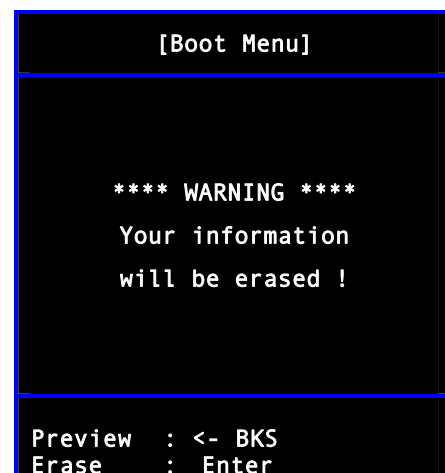 [Boot Menu]
**** WARNING ****
Your information
will be erased !
Preview : <- BKS
Erase : Enter